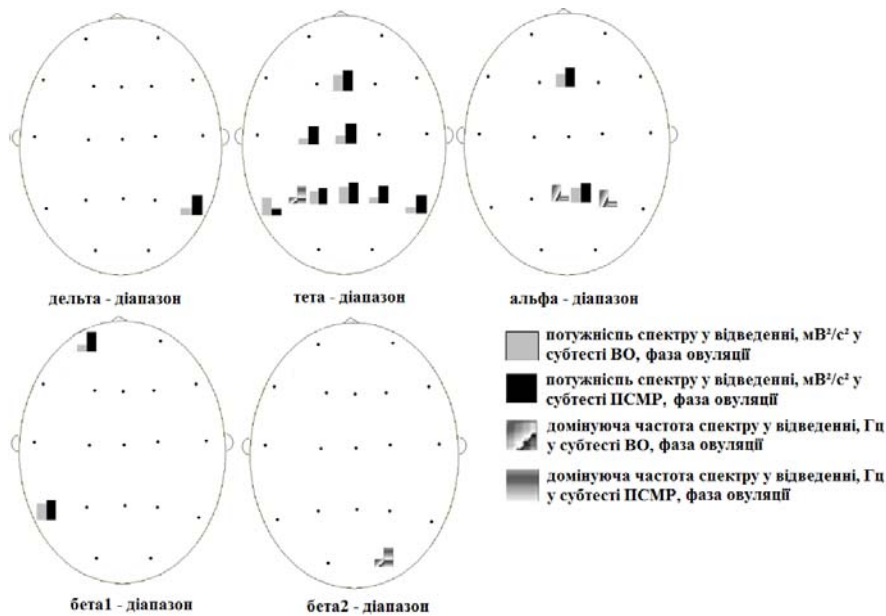 дельта - діапазон
тета - діапазон
альфа - діапазон
потужніспь спектру у відведенні, мВ²/с² у
субтесті ВО, фаза овуляції
потужніспь спектру у відведенні, мВ²/с² у
субтесті ПСМР, фаза овуляції
домінуюча частота спектру у відведенні, Гц
у субтесті ВО, фаза овуляції
домінуюча частота спектру у відведенні, Гц
у субтесті ПСМР, фаза овуляції
бета1 - діапазон
бета2 - діапазон